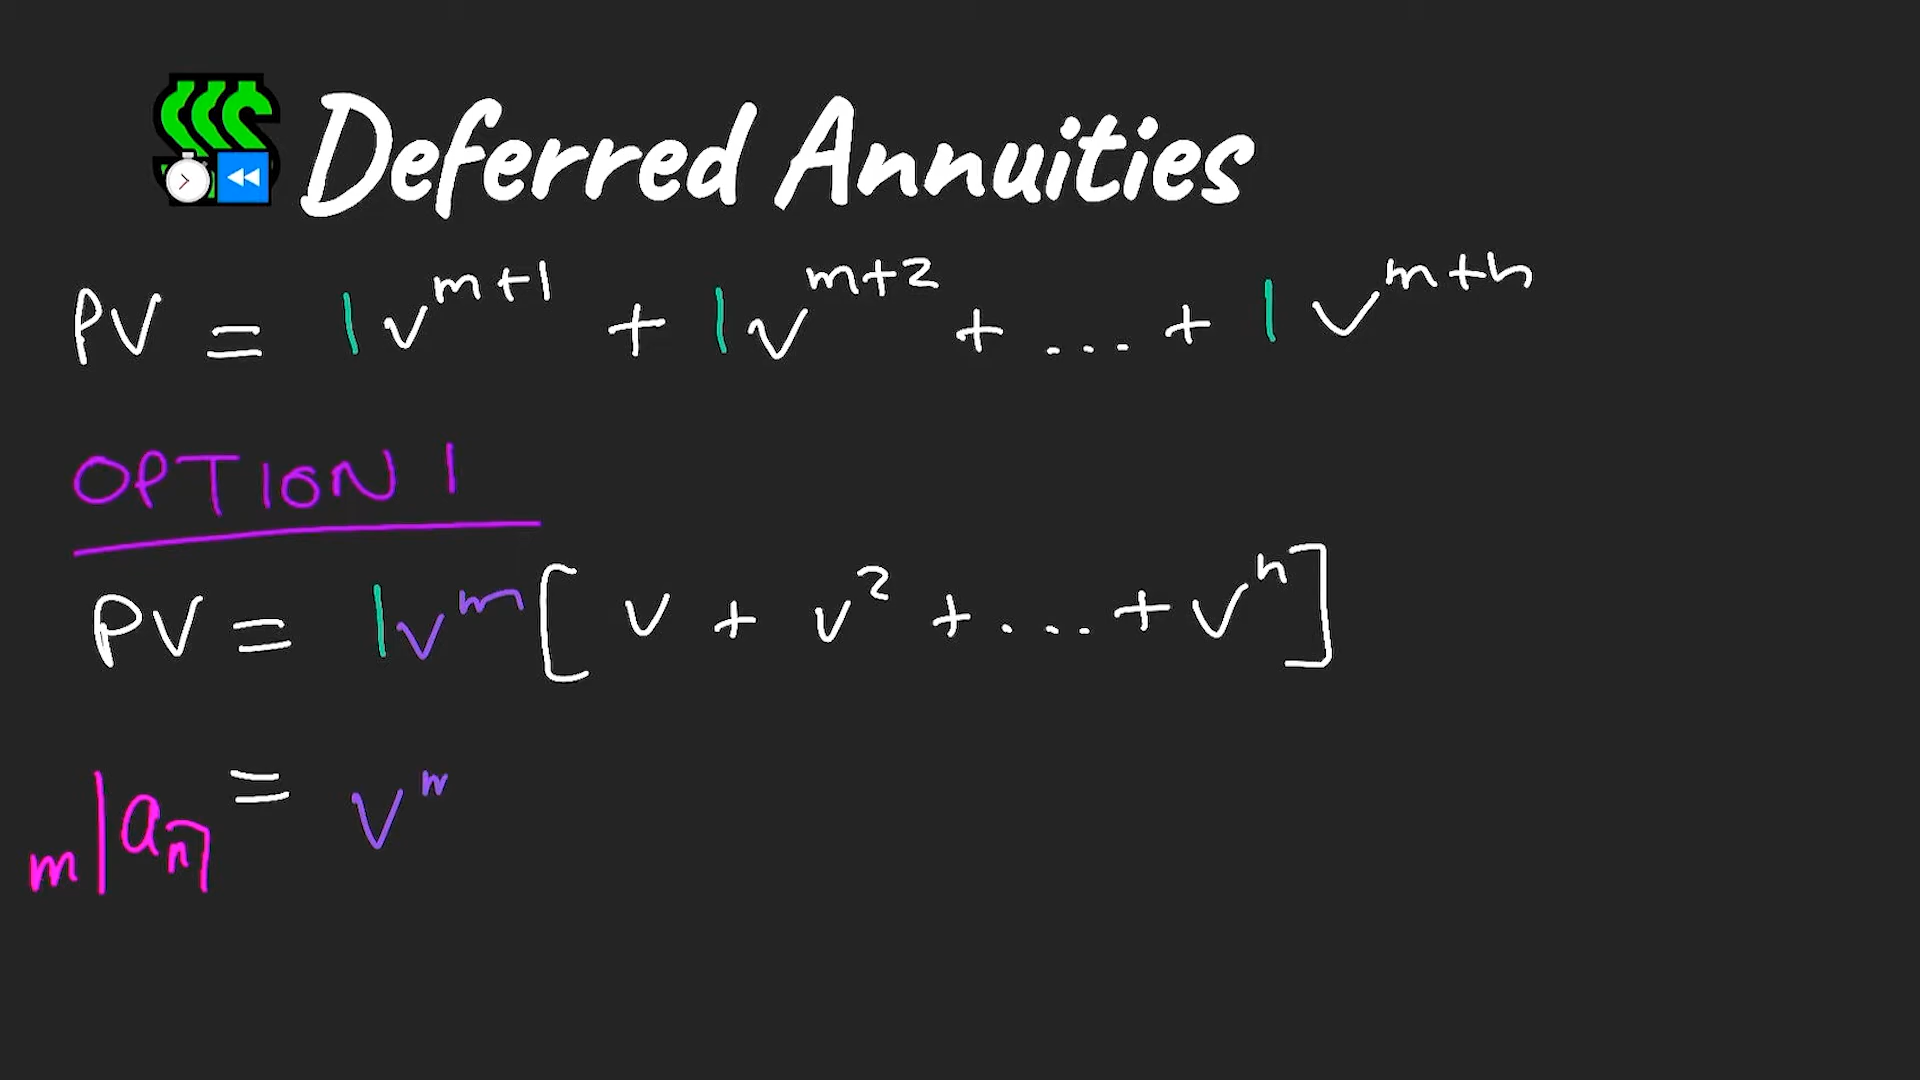 Deferred Annuities
PV = 1v^{m+1} + 1v^{m+2} + ... + 1v^{m+n}
OPTION 1
PV = 1v^m [ v + v^2 + ... + v^n ]
m|a_n̅| = v^m